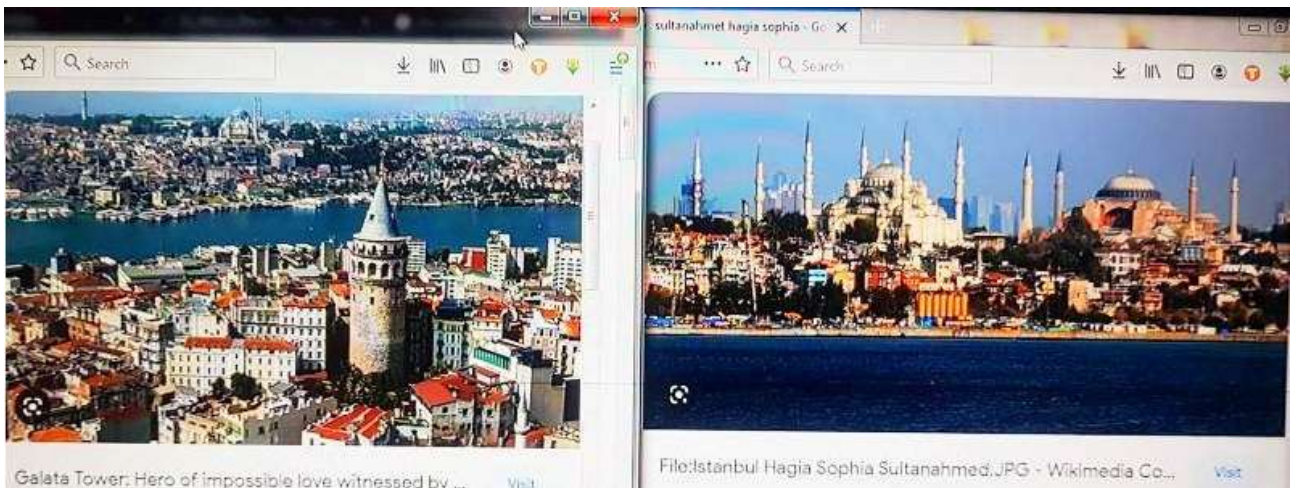 Search
Galata Tower: Hero of impossible love witnessed by ...
Visit
sultanahmet hagia sophia - Go
Search
File:Istanbul Hagia Sophia Sultanahmed.JPG - Wikimedia Co...
Visit